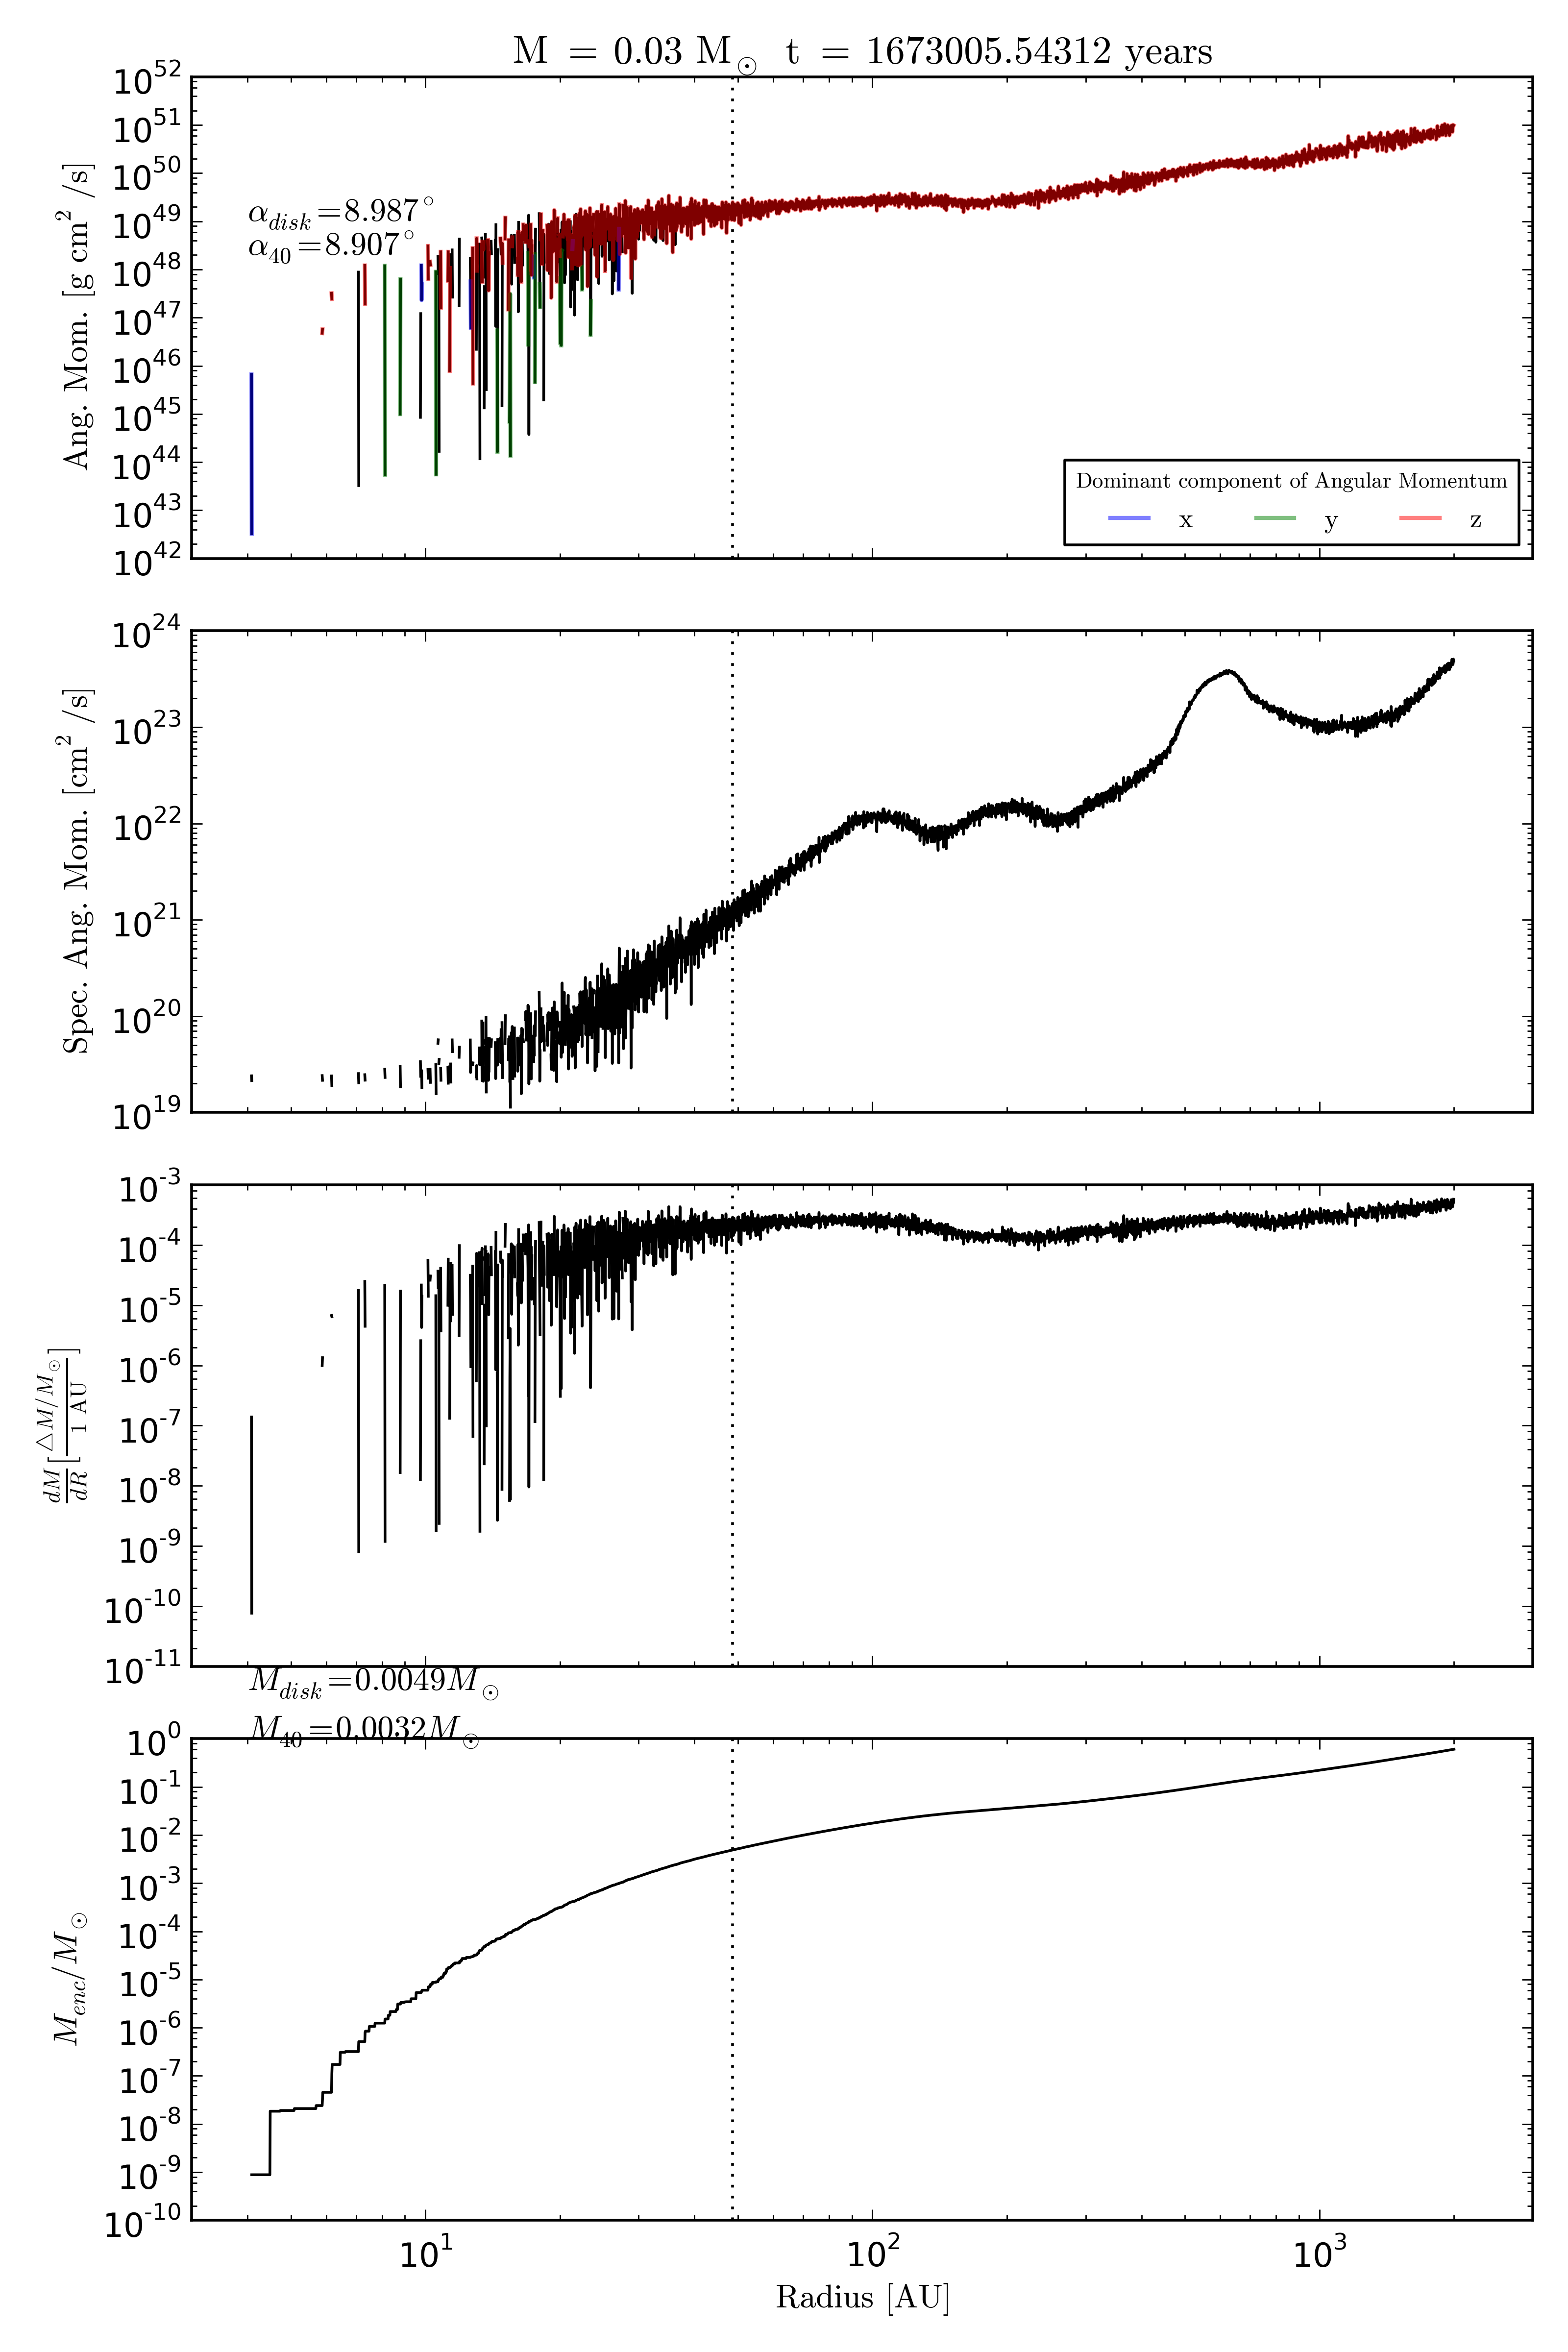 M = 0.03 M⊙ t = 1673005.54312 years
10^52
10^51
10^50
10^49
10^48
10^47
10^46
10^45
10^44
10^43
10^42
Ang. Mom. [g cm^2 /s]
α_disk=8.987°
α_40=8.907°
Dominant component of Angular Momentum
x y z
10^24
10^23
10^22
10^21
10^20
10^19
Spec. Ang. Mom. [cm^2 /s]
10^-3
10^-4
10^-5
10^-6
10^-7
10^-8
10^-9
10^-10
10^-11
dM/dR [△M/M⊙ / 1 AU]
M_disk=0.0049M⊙
M_40=0.0032M⊙
10^0
10^-1
10^-2
10^-3
10^-4
10^-5
10^-6
10^-7
10^-8
10^-9
10^-10
M_enc/M⊙
10^1 10^2 10^3
Radius [AU]